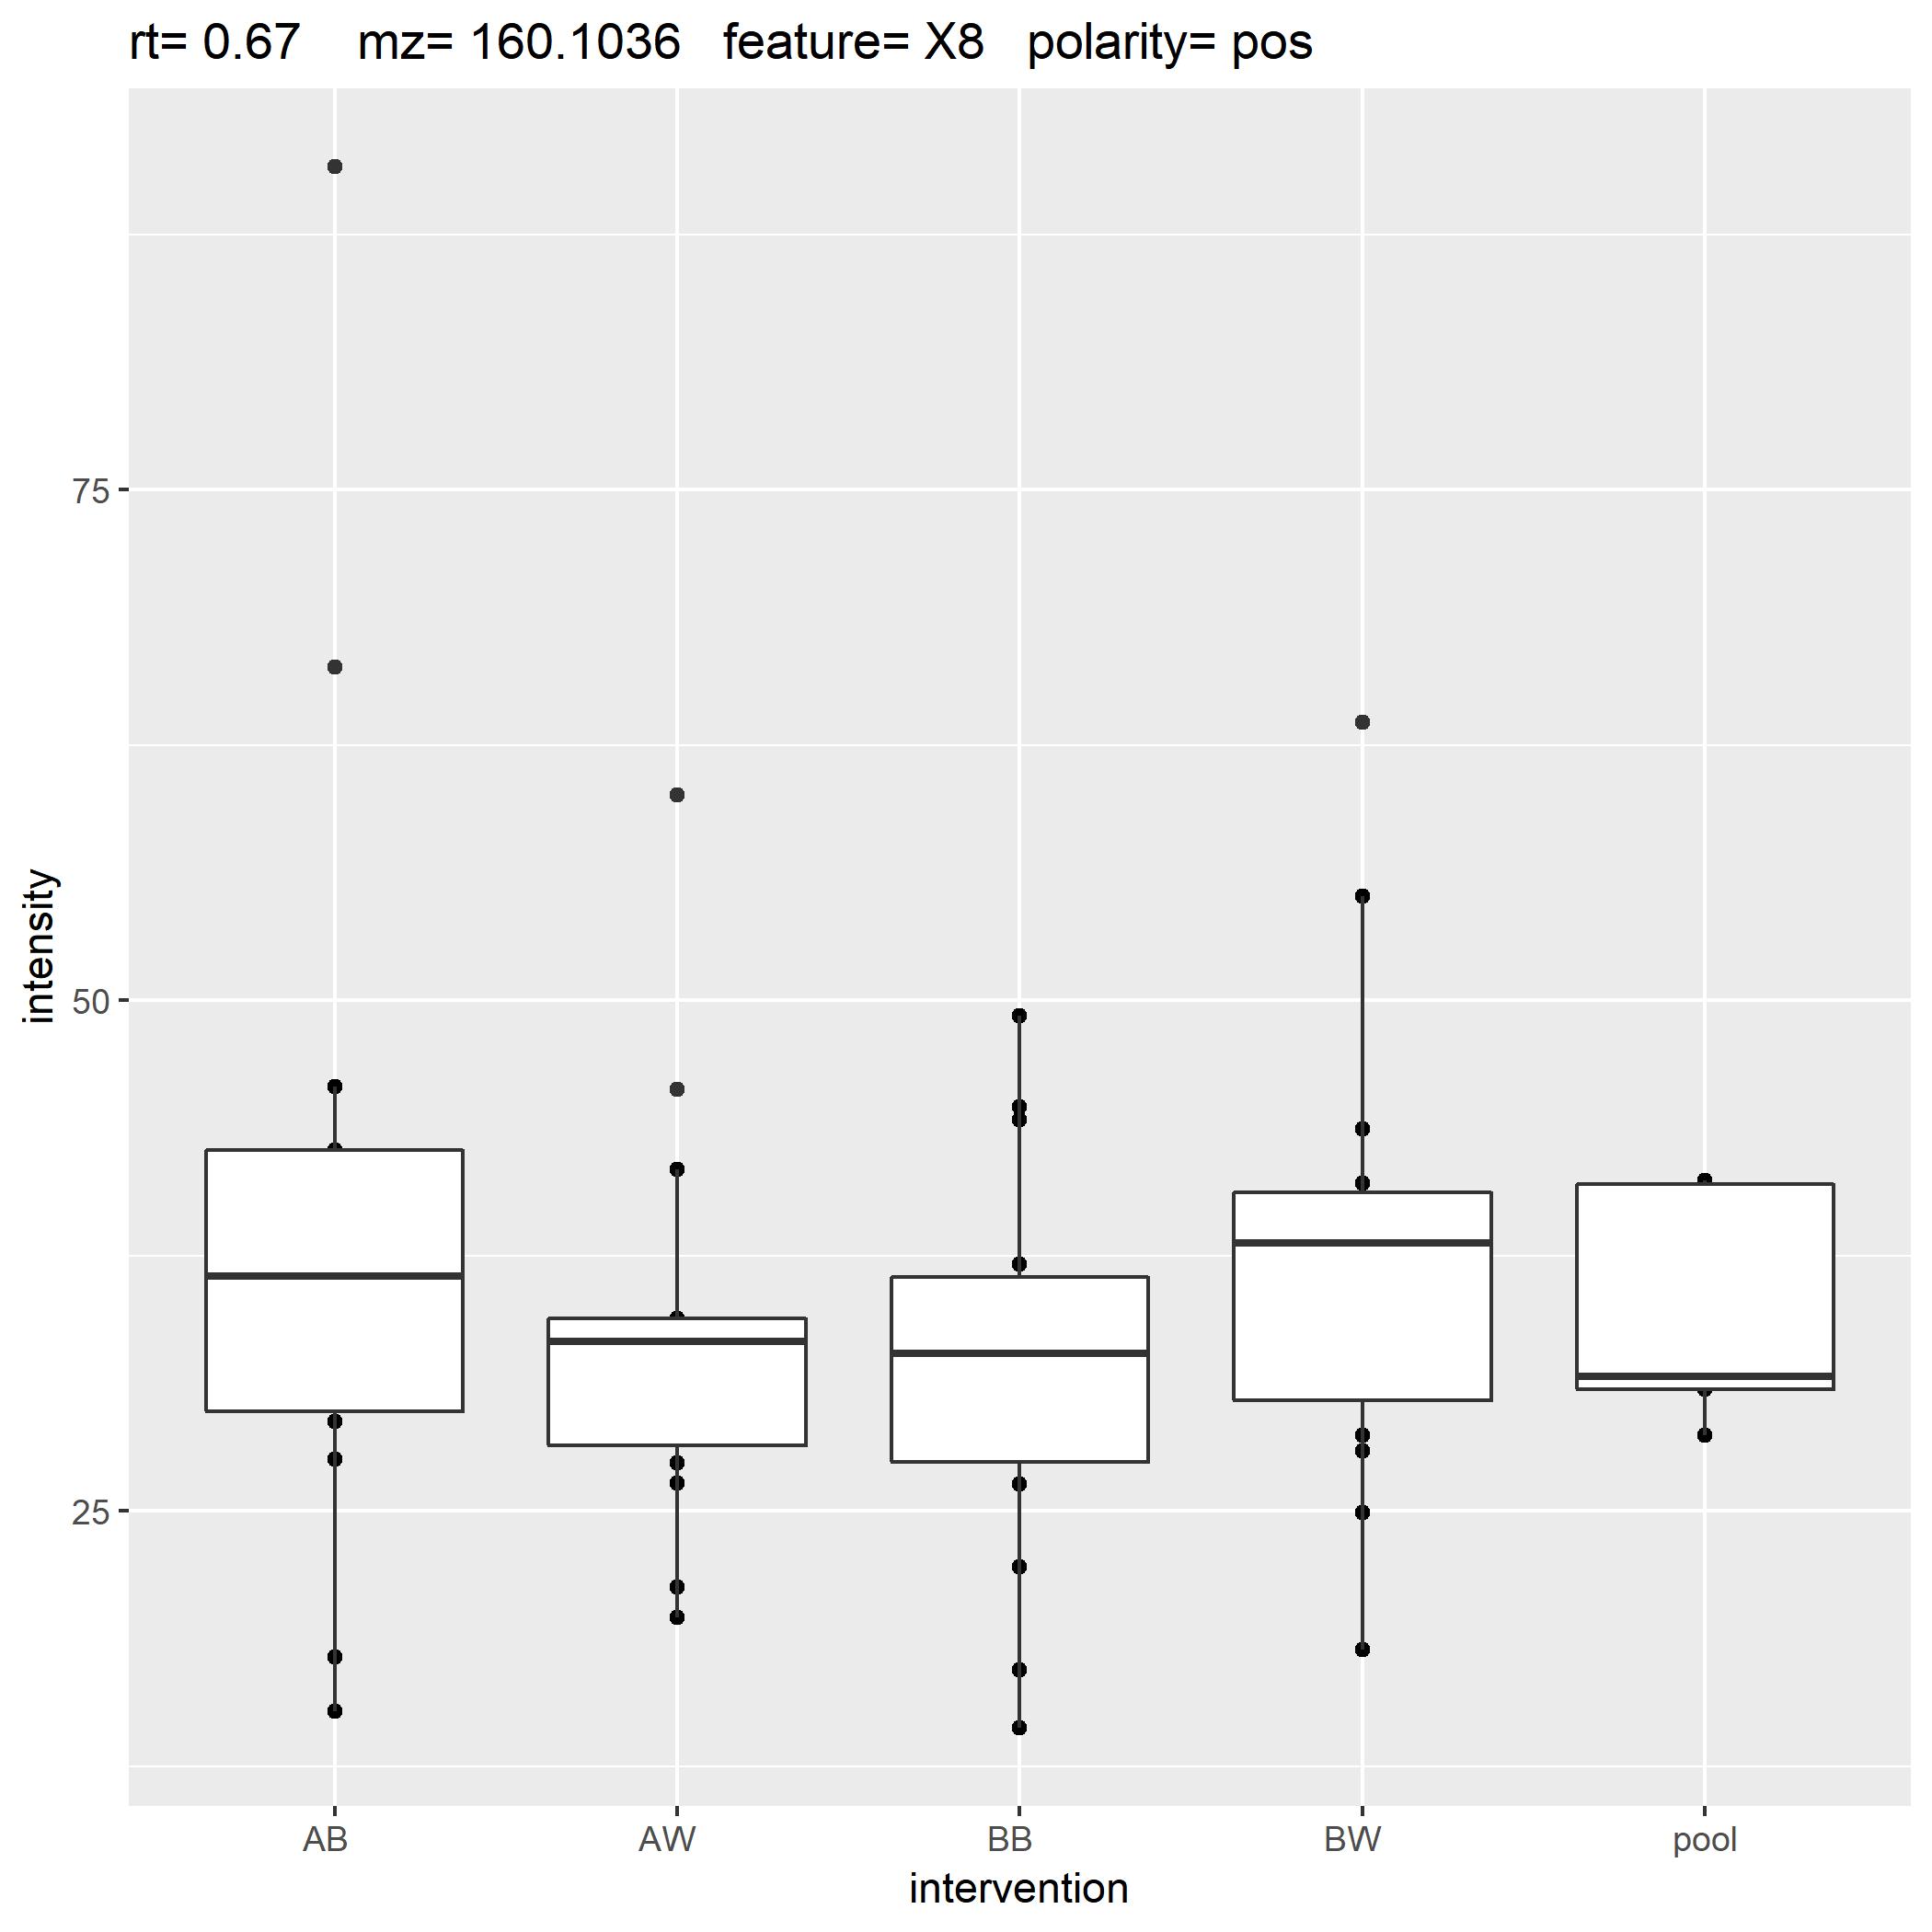 rt= 0.67    mz= 160.1036   feature= X8   polarity= pos
75
50
25
intensity
AB AW BB BW pool
intervention